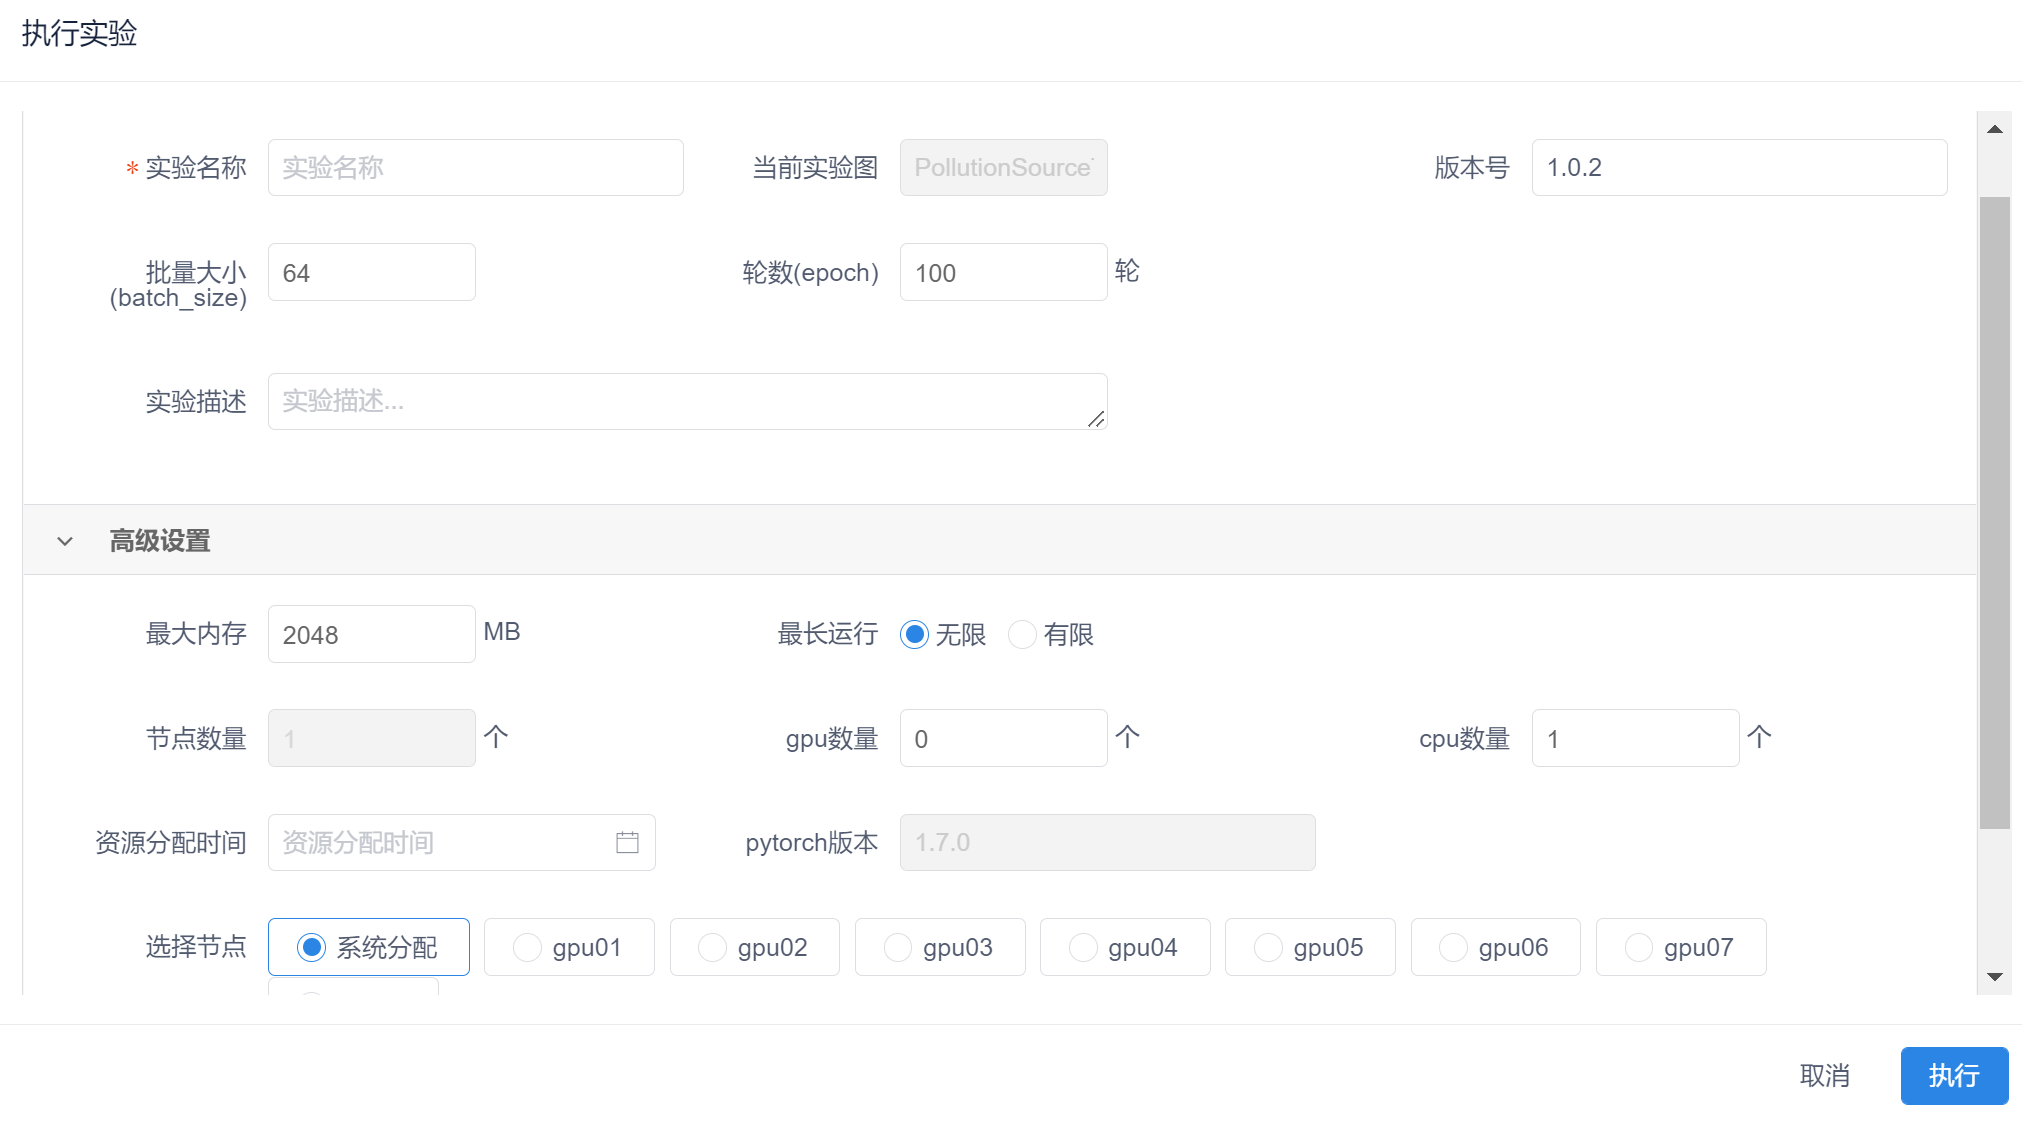 执行实验
* 实验名称 实验名称 当前实验图 PollutionSource 版本号 1.0.2
批量大小 64 轮数(epoch) 100 轮
(batch_size)
实验描述 实验描述...
高级设置
最大内存 2048 MB 最长运行 无限 有限
节点数量 1 个 gpu数量 0 个 cpu数量 1 个
资源分配时间 资源分配时间 pytorch版本 1.7.0
选择节点 系统分配 gpu01 gpu02 gpu03 gpu04 gpu05 gpu06 gpu07
取消 执行